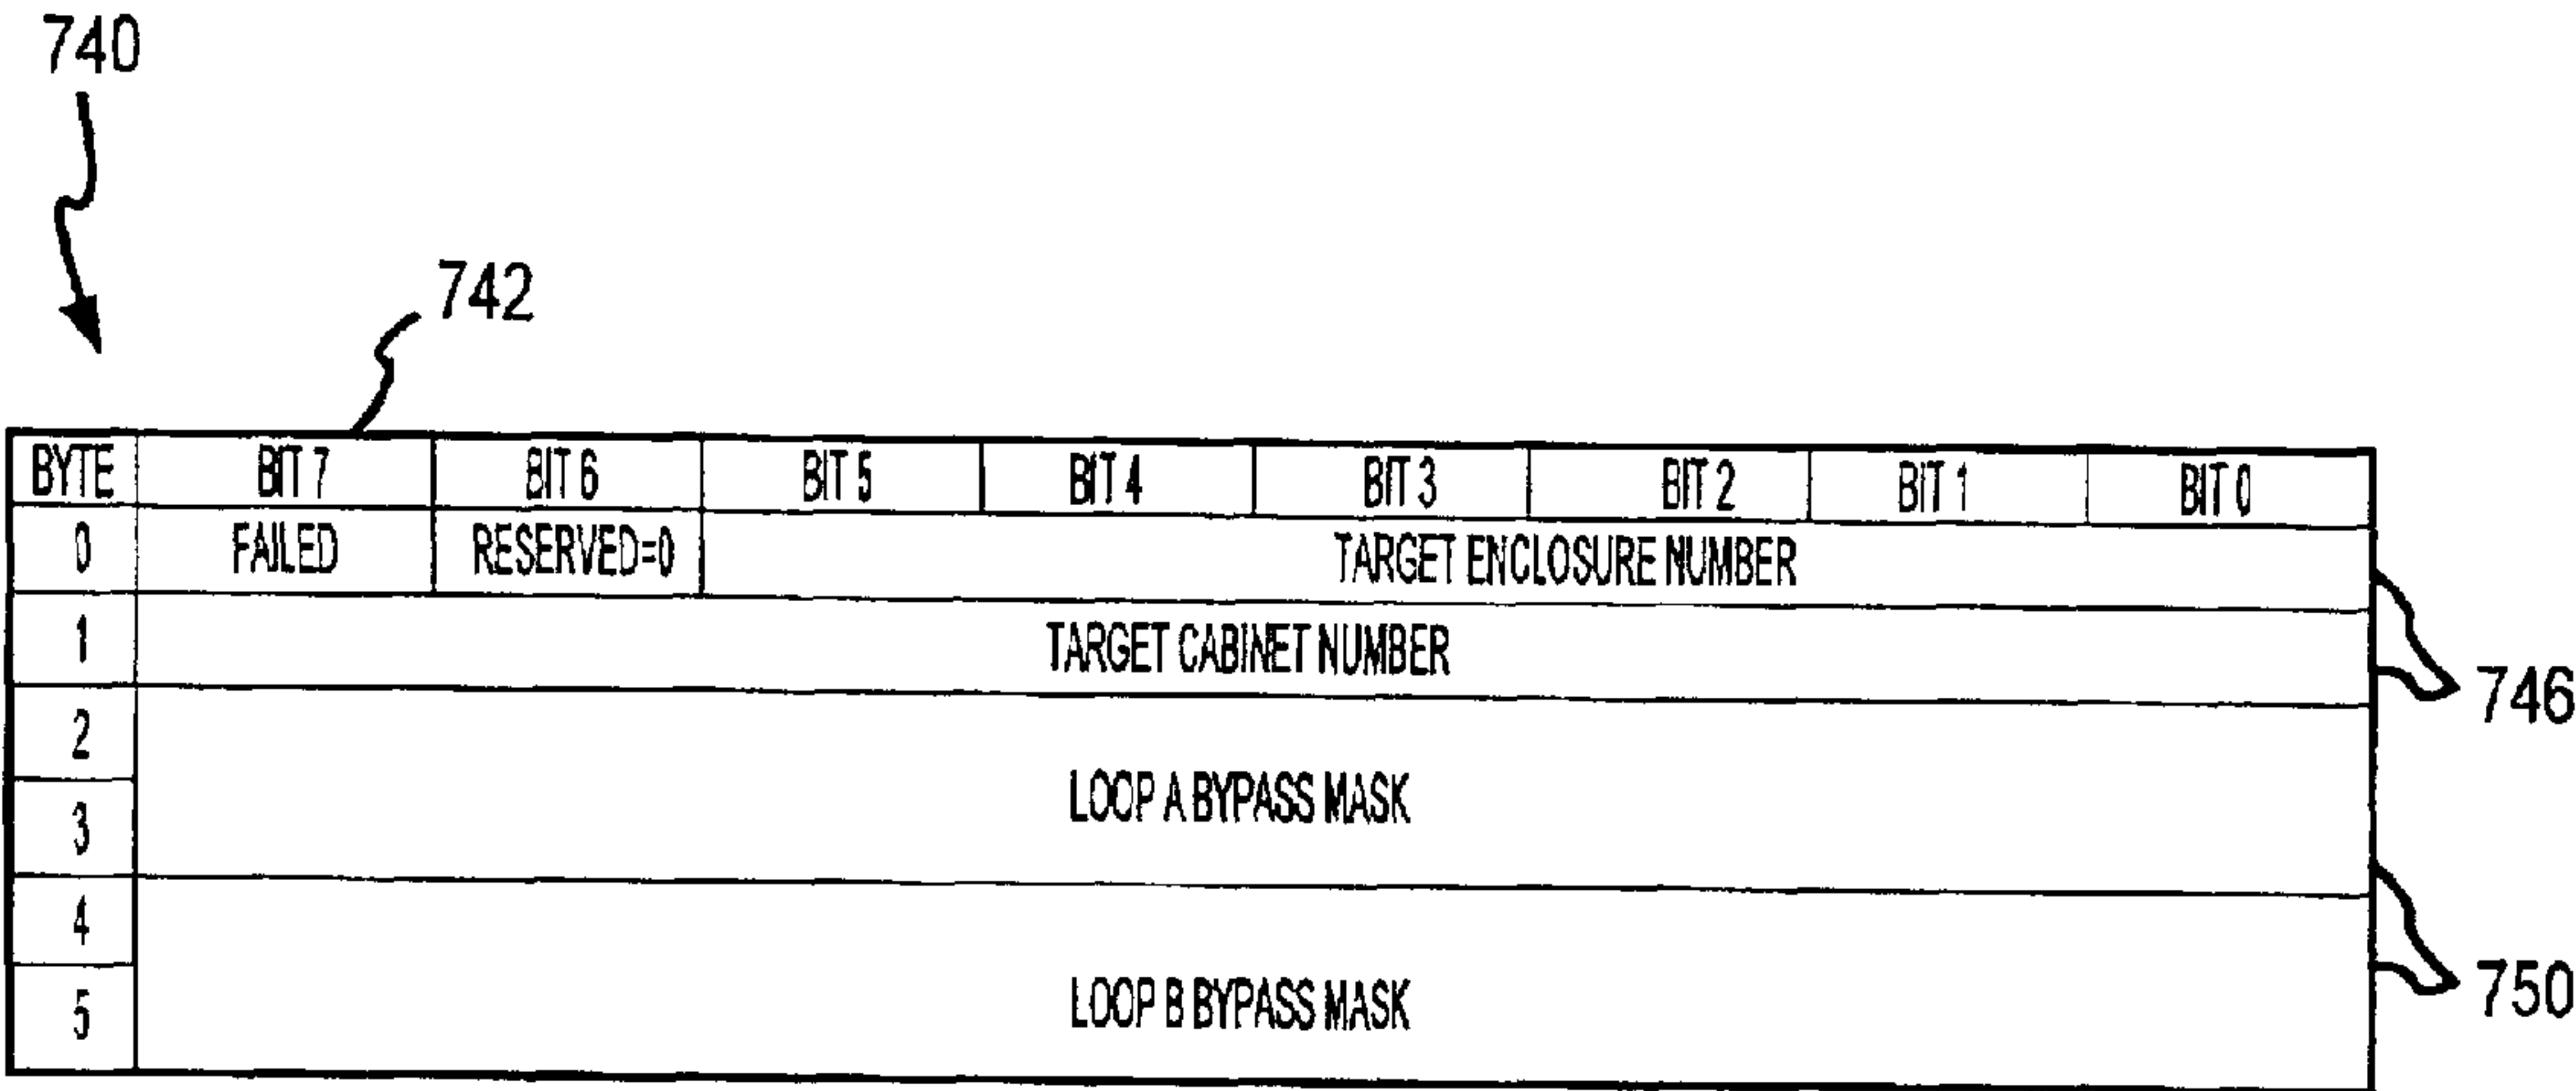 740
742
BYTE BIT 7 BIT 6 BIT 5 BIT 4 BIT 3 BIT 2 BIT 1 BIT 0
0 FAILED RESERVED=0 TARGET ENCLOSURE NUMBER
1 TARGET CABINET NUMBER
746
2
LOOP A BYPASS MASK
3
4
750
LOOP B BYPASS MASK
5